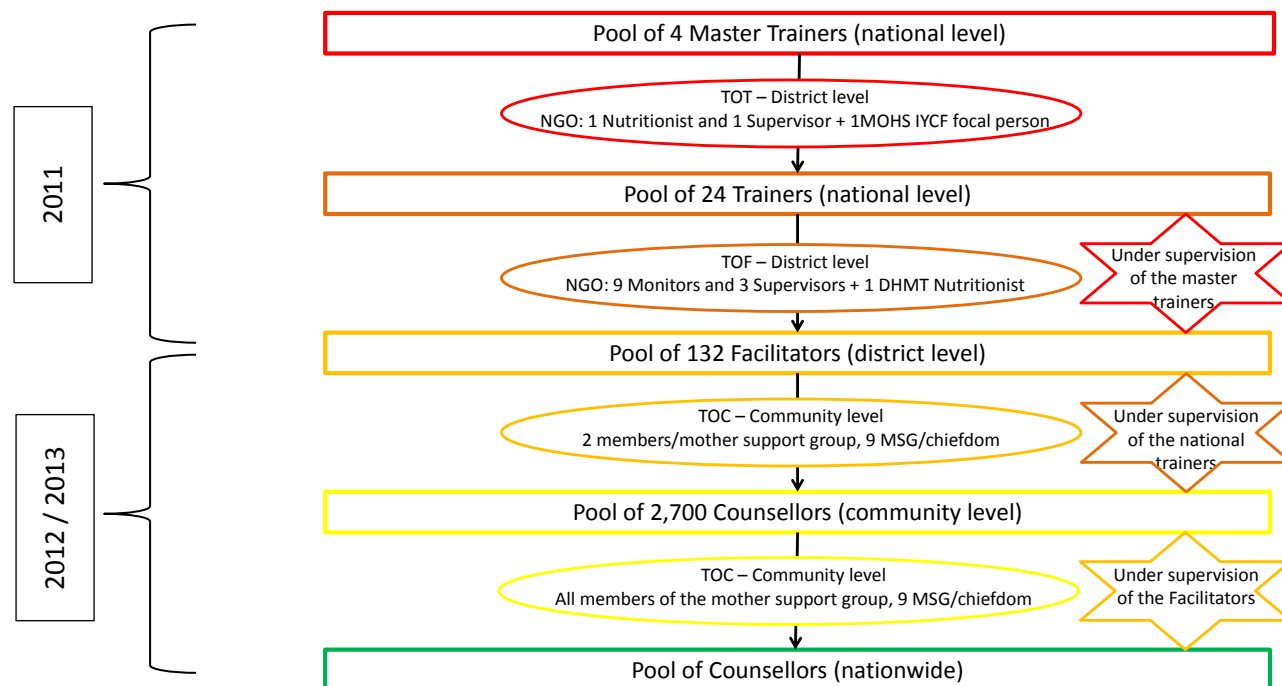 Pool of 4 Master Trainers (national level)
TOT – District level
NGO: 1 Nutritionist and 1 Supervisor + 1MOHS IYCF focal person
2011
Pool of 24 Trainers (national level)
TOF – District level
NGO: 9 Monitors and 3 Supervisors + 1 DHMT Nutritionist
Under supervision
of the master
trainers
Pool of 132 Facilitators (district level)
TOC – Community level
2 members/mother support group, 9 MSG/chiefdom
Under supervision
of the national
trainers
2012 / 2013
Pool of 2,700 Counsellors (community level)
TOC – Community level
All members of the mother support group, 9 MSG/chiefdom
Under supervision
of the Facilitators
Pool of Counsellors (nationwide)